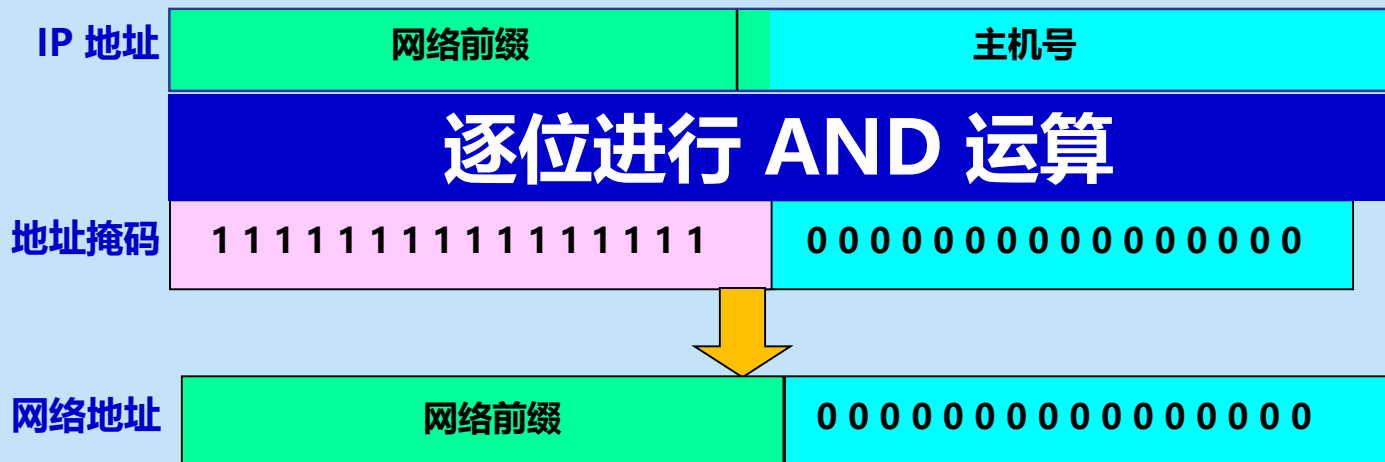 IP 地址 网络前缀 主机号
逐位进行 AND 运算
地址掩码 1 1 1 1 1 1 1 1 1 1 1 1 1 1 1 1 0 0 0 0 0 0 0 0 0 0 0 0 0 0 0 0
网络地址 网络前缀 0 0 0 0 0 0 0 0 0 0 0 0 0 0 0 0